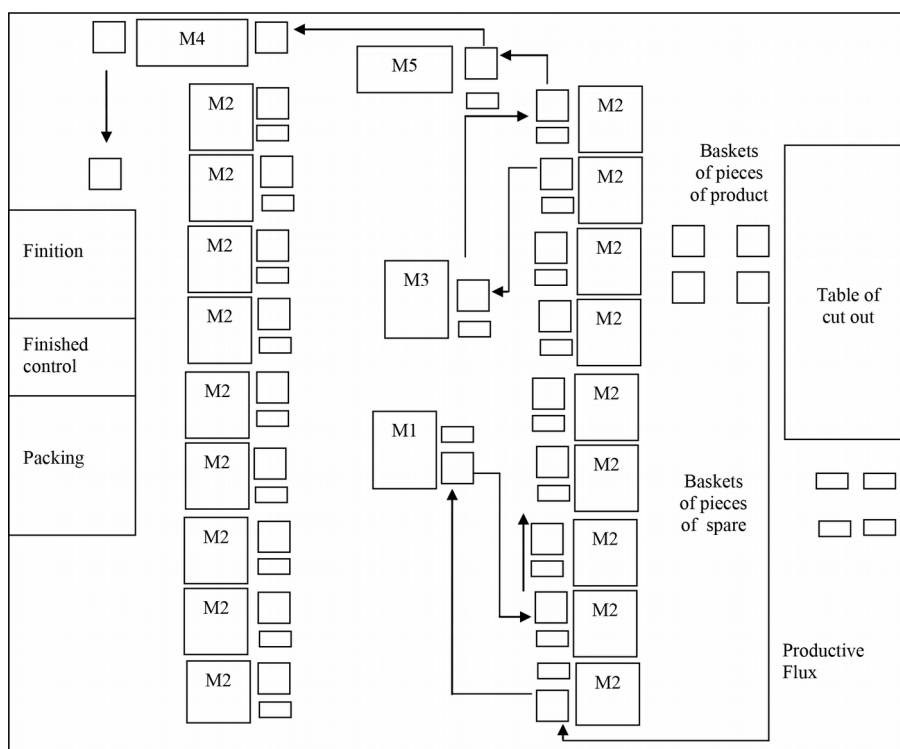 M4
M5
M2
M2
M2
M2
Baskets
of pieces
of product
M2
M2
Finition
M3
Table of
cut out
M2
M2
Finished
control
M2
M2
M1
Packing
M2
M2
Baskets
of pieces
of spare
M2
M2
M2
M2
Productive
Flux
M2
M2